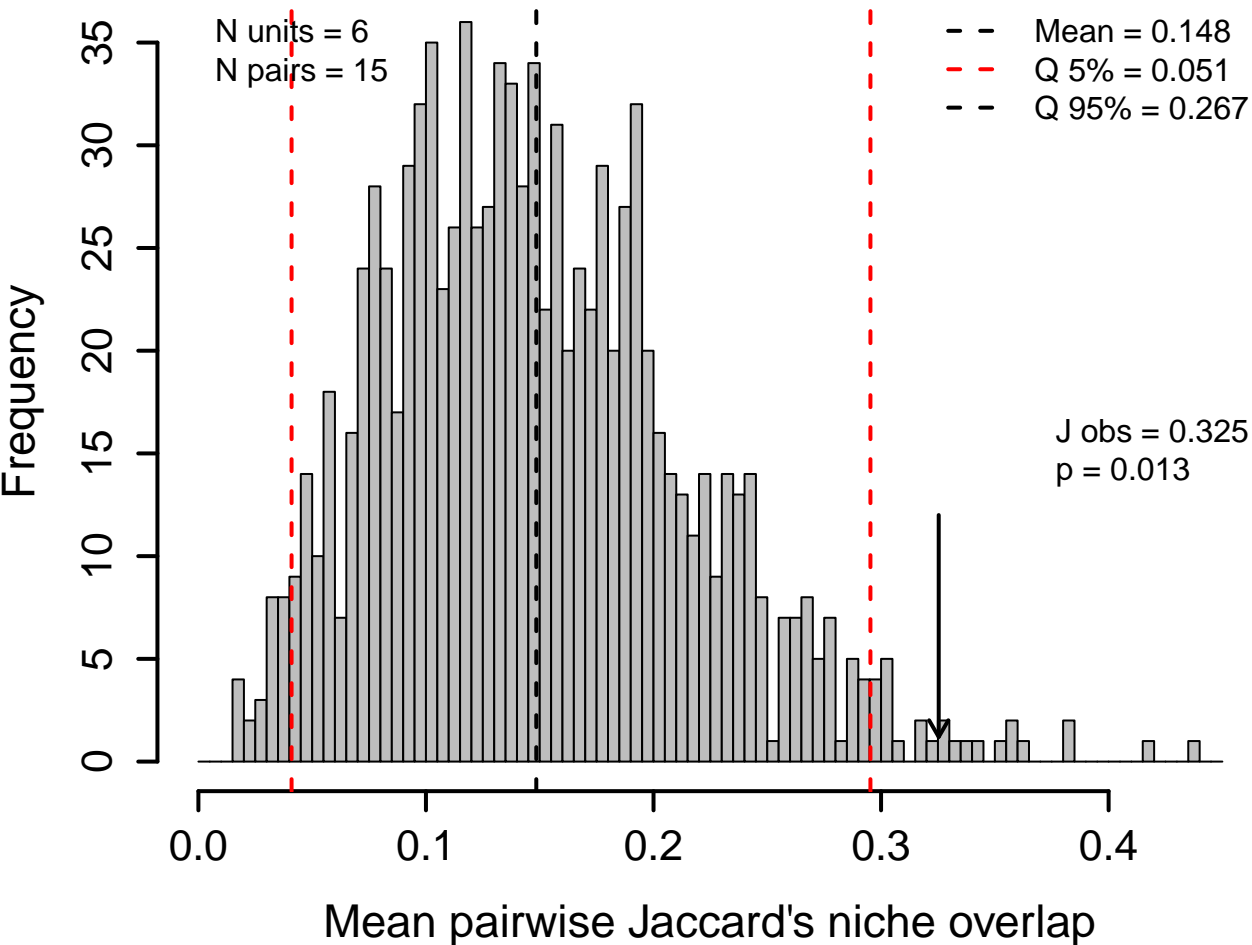 N units = 6
N pairs = 15
Mean = 0.148
Q 5% = 0.051
Q 95% = 0.267
J obs = 0.325
p = 0.013
Frequency
35
30
25
20
15
10
5
0
0.0 0.1 0.2 0.3 0.4
Mean pairwise Jaccard's niche overlap